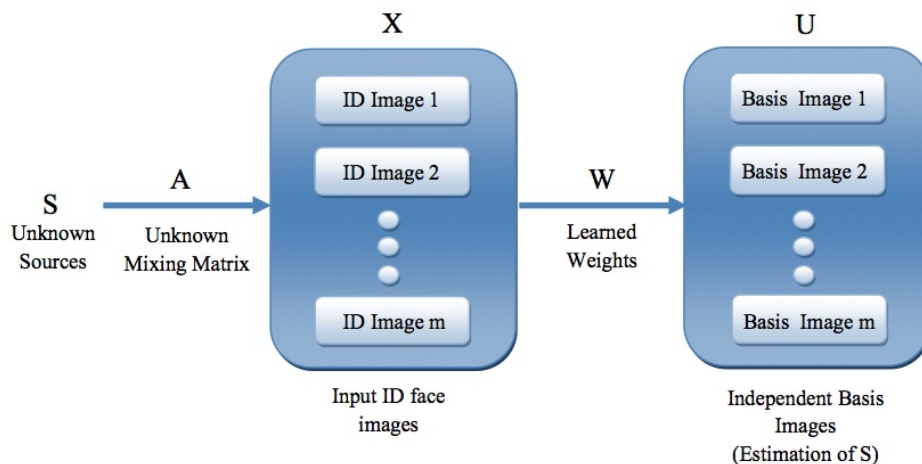 X
U
ID Image 1
Basis Image 1
A
ID Image 2
W
Basis Image 2
S
Unknown
Sources
Unknown
Mixing Matrix
Learned
Weights
ID Image m
Basis Image m
Input ID face
images
Independent Basis
Images
(Estimation of S)